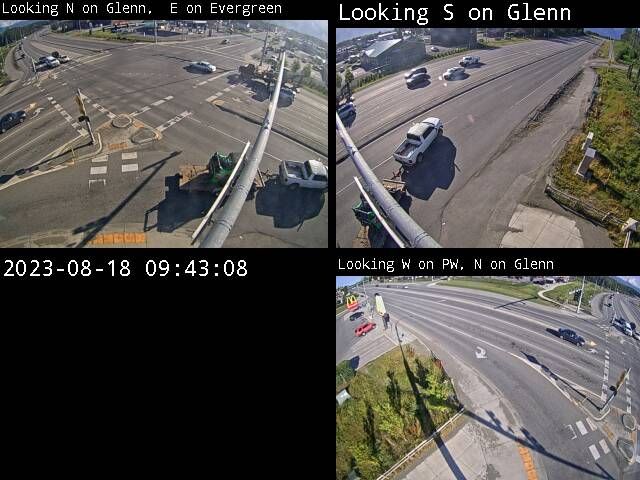 Looking N on Glenn,  E on Evergreen
Looking S on Glenn
2023-08-18 09:43:08
Looking W on PW, N on Glenn